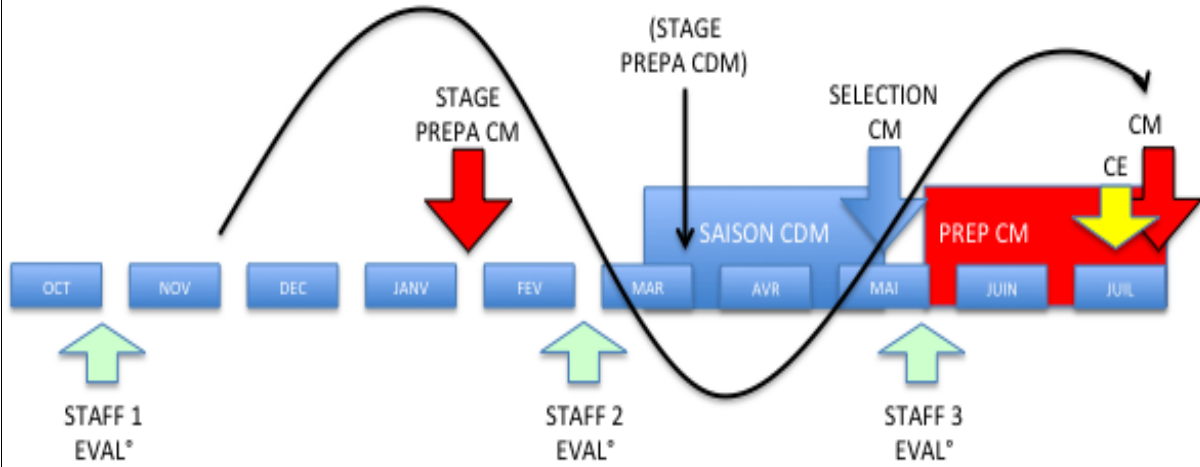 (STAGE
PREPA CDM)
STAGE
PREPA CM
SELECTION
CM
CM
CE
SAISON CDM
PREP CM
OCT
NOV
DEC
JANV
FEV
MAR
AVR
MAI
JUIN
JUIL
STAFF 1
EVAL°
STAFF 2
EVAL°
STAFF 3
EVAL°